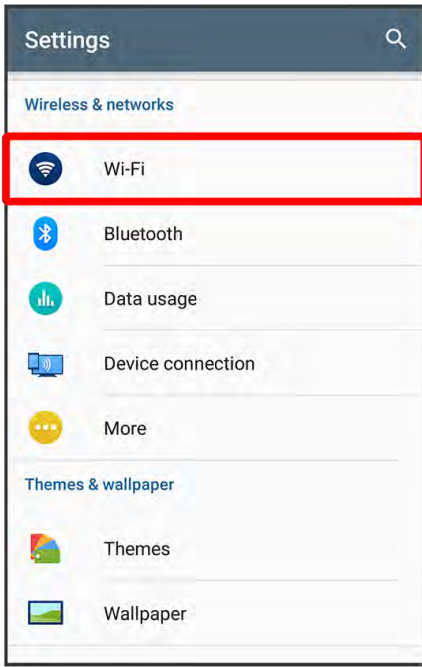 Settings
Wireless & networks
Wi-Fi
Bluetooth
Data usage
Device connection
More
Themes & wallpaper
Themes
Wallpaper